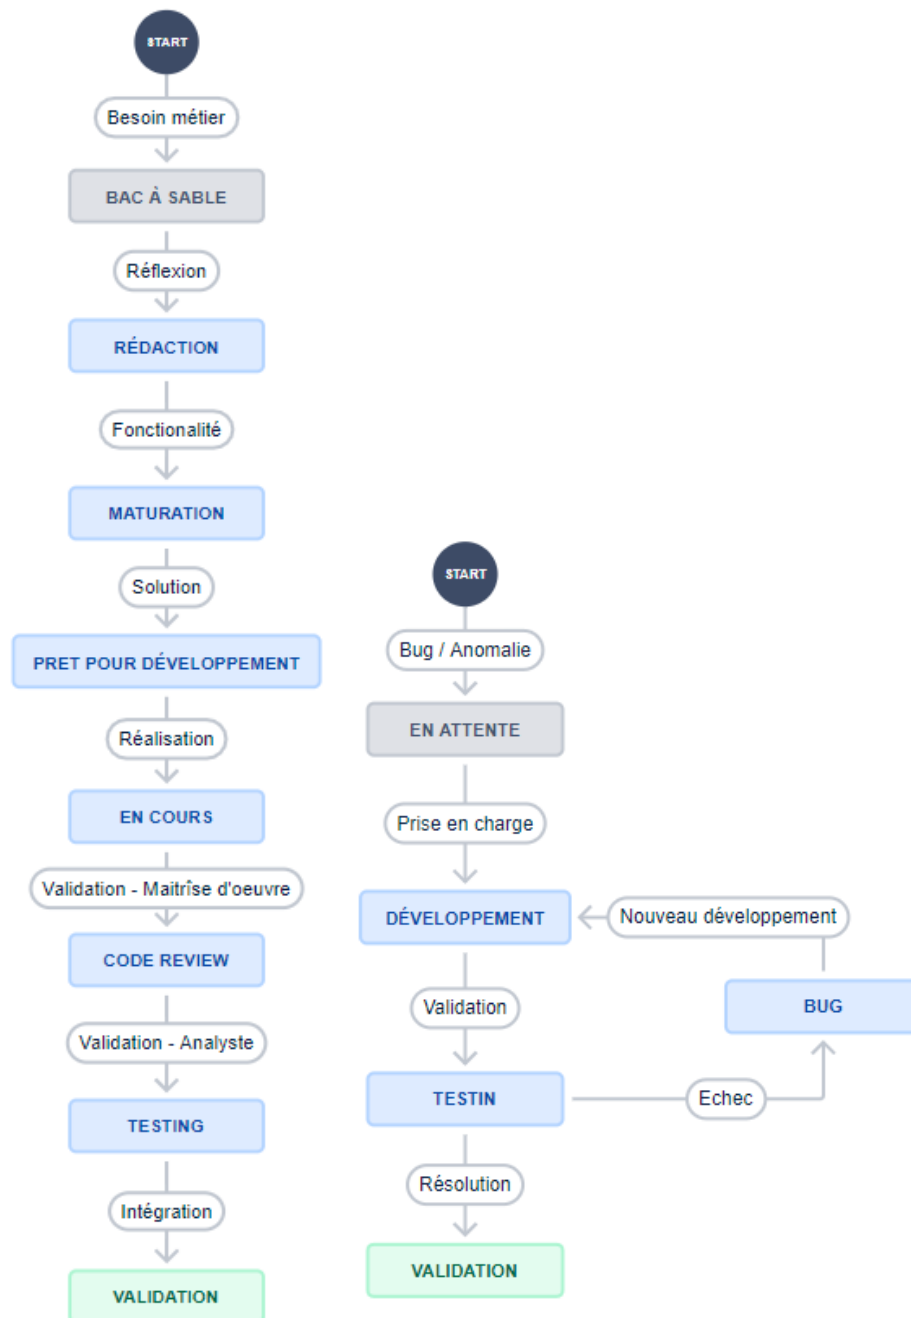 START
Besoin métier
BAC À SABLE
Réflexion
RÉDACTION
Fonctionalité
MATURATION
Solution
PRET POUR DÉVELOPPEMENT
Réalisation
EN COURS
Validation - Maitrîse d'oeuvre
CODE REVIEW
Validation - Analyste
TESTING
Intégration
VALIDATION
START
Bug / Anomalie
EN ATTENTE
Prise en charge
DÉVELOPPEMENT
Nouveau développement
Validation
BUG
TESTIN
Echec
Résolution
VALIDATION